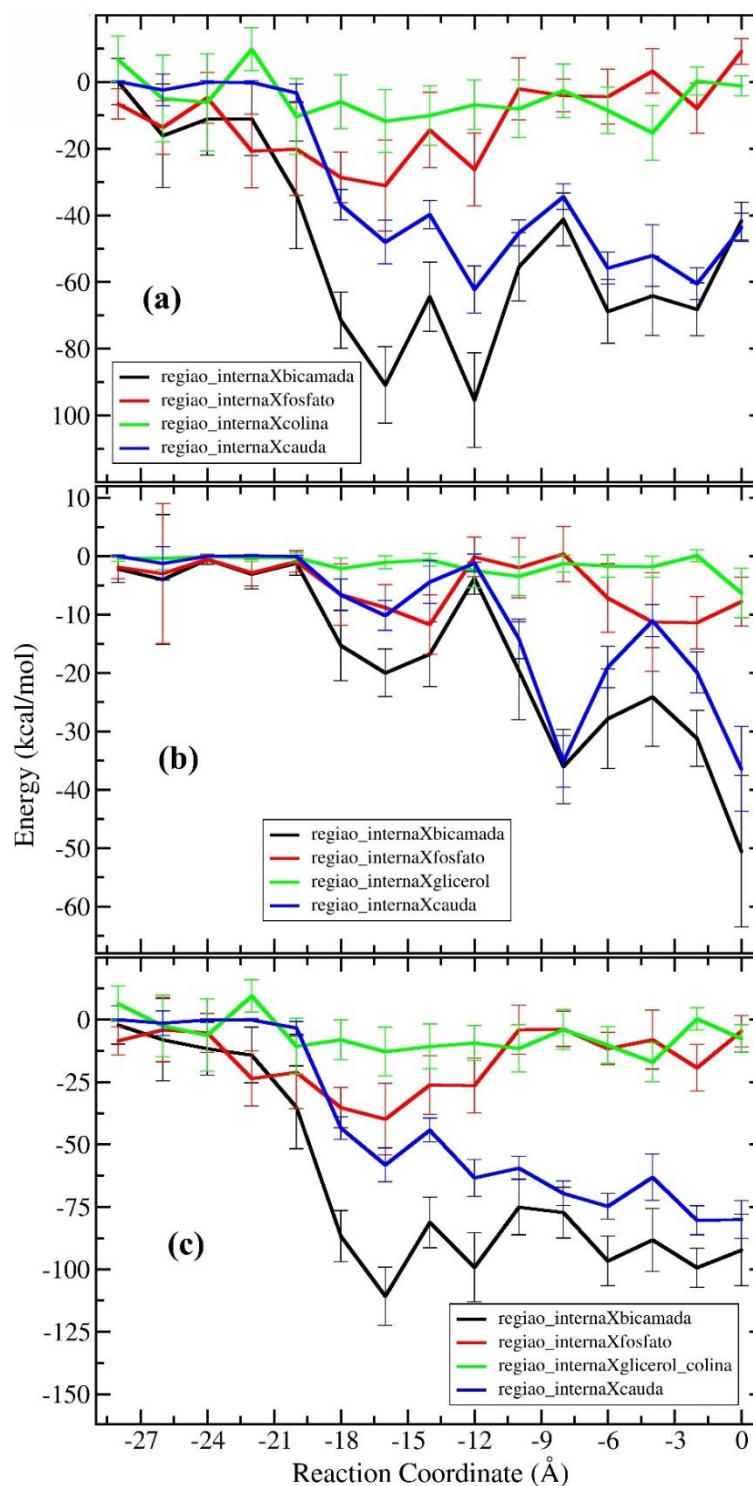 20
0
-20
-40
-60
-80
100
(a)
regiao_internaXbicamada
regiao_internaXfosfato
regiao_internaXcolina
regiao_internaXcauda
10
0
-10
-20
-30
-40
-50
-60
Energy (kcal/mol)
(b)
regiao_internaXbicamada
regiao_internaXfosfato
regiao_internaXglicerol
regiao_internaXcauda
0
-25
-50
-75
-100
-125
-150
(c)
regiao_internaXbicamada
regiao_internaXfosfato
regiao_internaXglicerol_colina
regiao_internaXcauda
-27 -24 -21 -18 -15 -12 -9 -6 -3 0
Reaction Coordinate (Å)